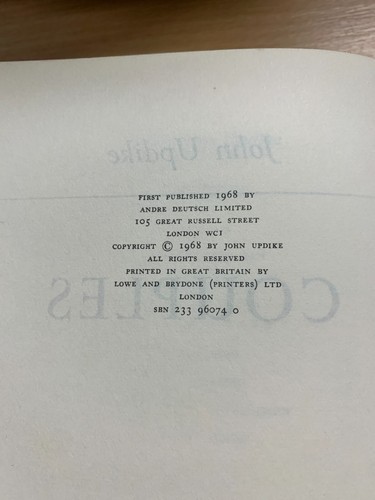 John Updike
FIRST PUBLISHED 1968 BY
ANDRE DEUTSCH LIMITED
105 GREAT RUSSELL STREET
LONDON WC1
COPYRIGHT © 1968 BY JOHN UPDIKE
ALL RIGHTS RESERVED
PRINTED IN GREAT BRITAIN BY
LOWE AND BRYDONE (PRINTERS) LTD
LONDON
SBN 233 96074 0
COUPLES